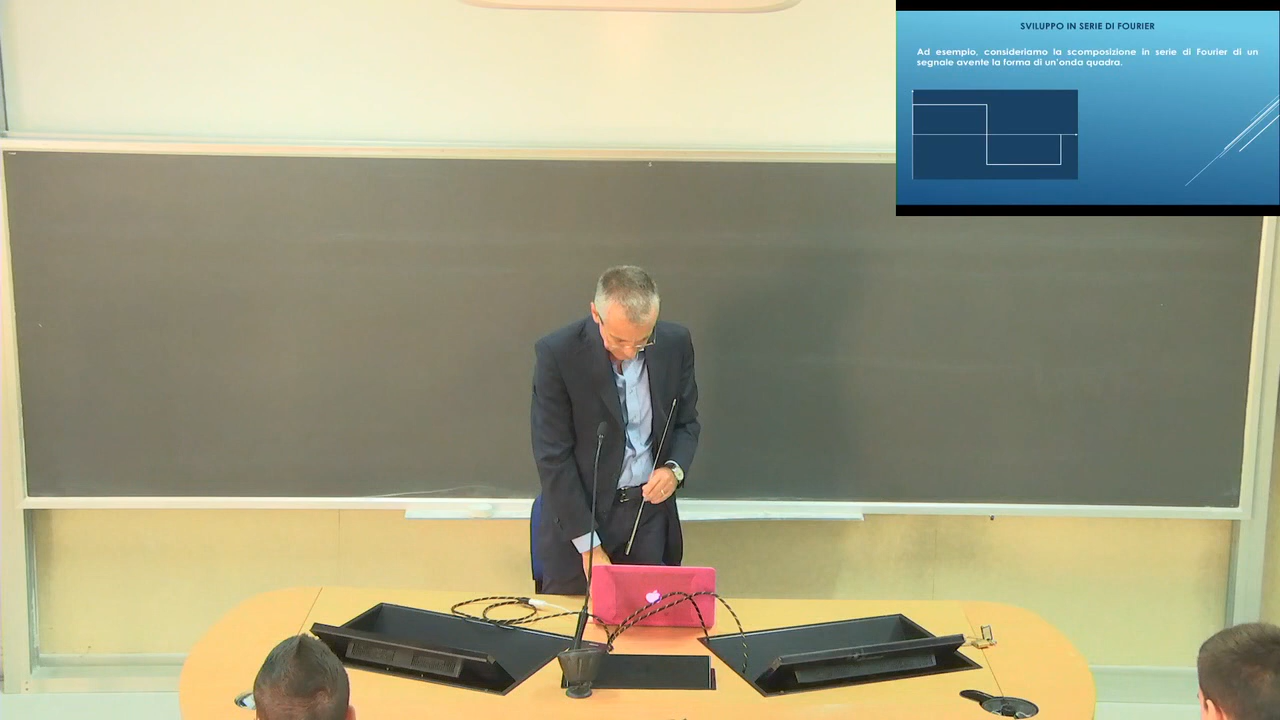 SVILUPPO IN SERIE DI FOURIER
Ad esempio, consideriamo la scomposizione in serie di Fourier di un
segnale avente la forma di un'onda quadra.